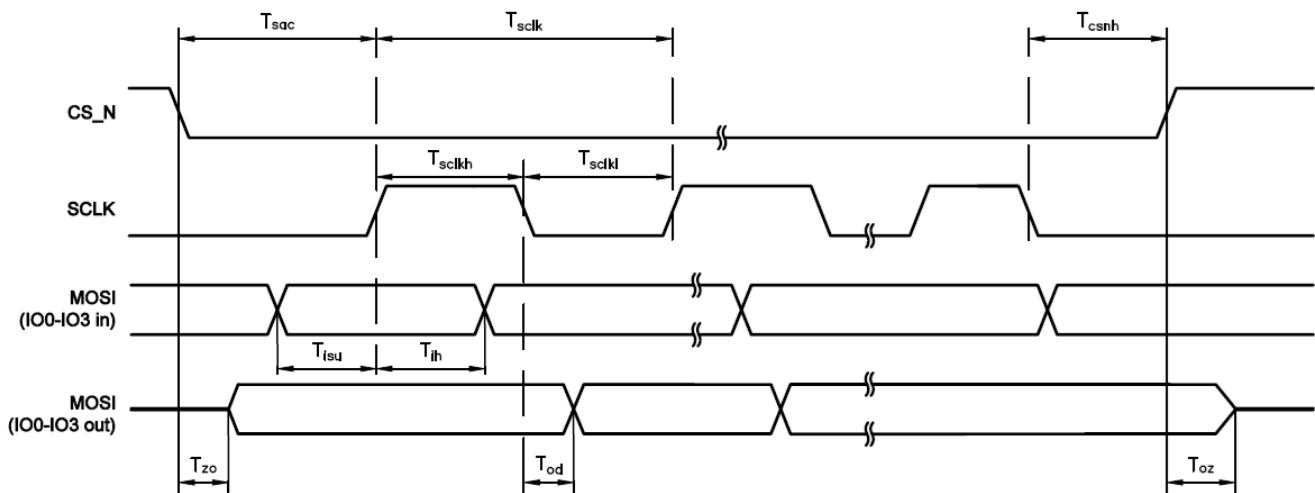 Tsac Tsclk Tcsnh
CS_N
Tsclkh Tsclkl
SCLK
MOSI
(IO0-IO3 in)
Tisu Tih
MOSI
(IO0-IO3 out)
Tzo Tod Toz